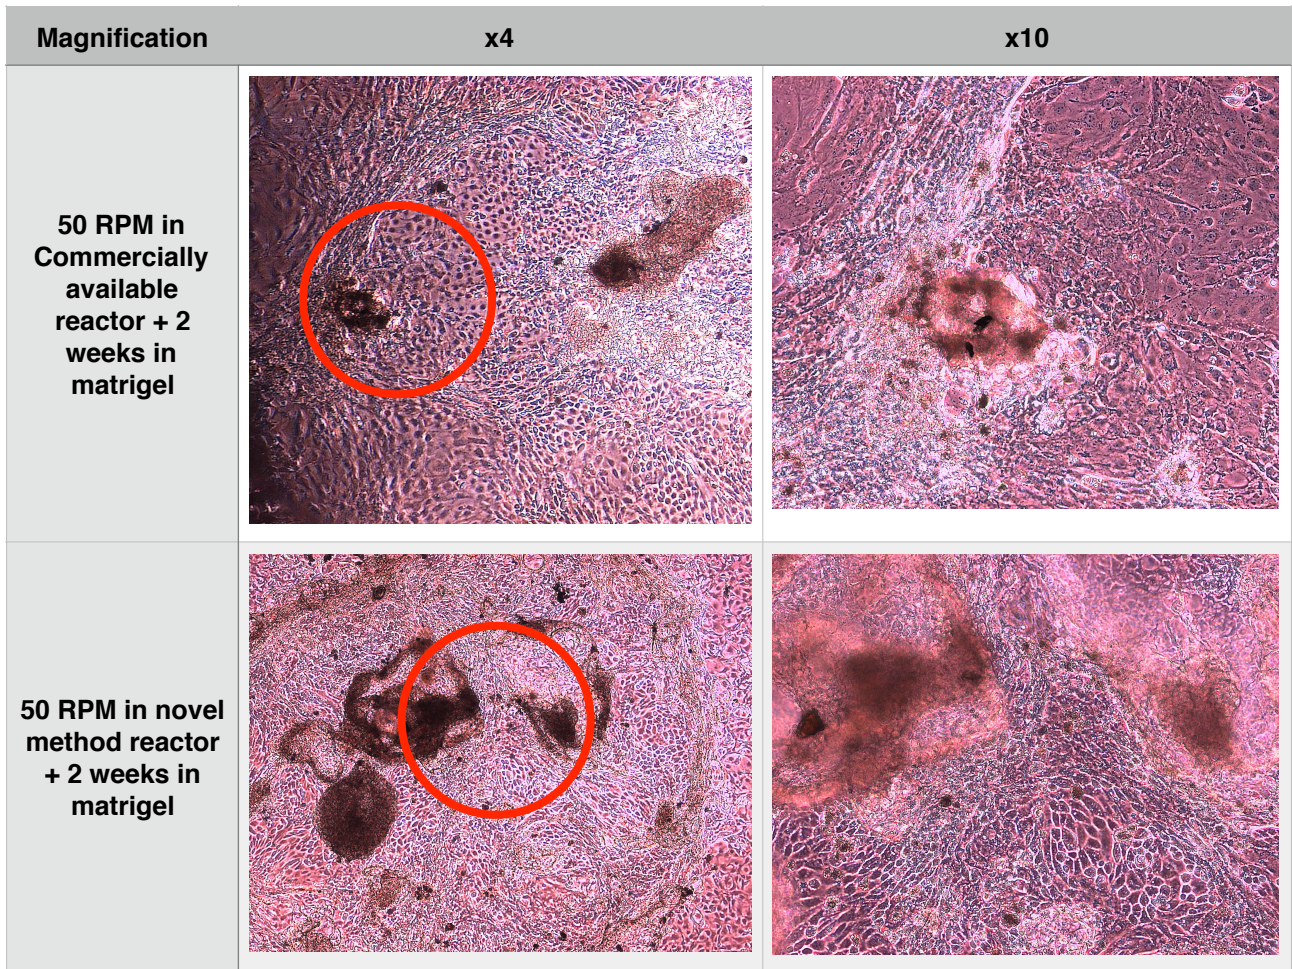 Magnification
x4
x10
50 RPM in
Commercially
available
reactor + 2
weeks in
matrigel
50 RPM in novel
method reactor
+ 2 weeks in
matrigel